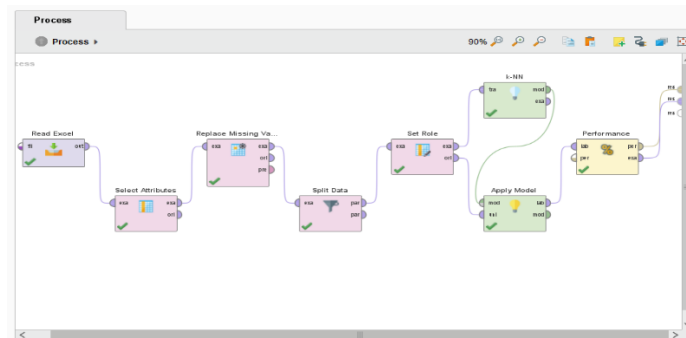 Process
Process
90%
cess
k-NN
tra
mod
exa
Read Excel
fil
out
Replace Missing Va...
exa
exa
ori
pre
Set Role
exa
exa
ori
Performance
lab
per
per
exa
res
res
Select Attributes
exa
exa
ori
Split Data
exa
par
par
Apply Model
mod
lab
unl
mod